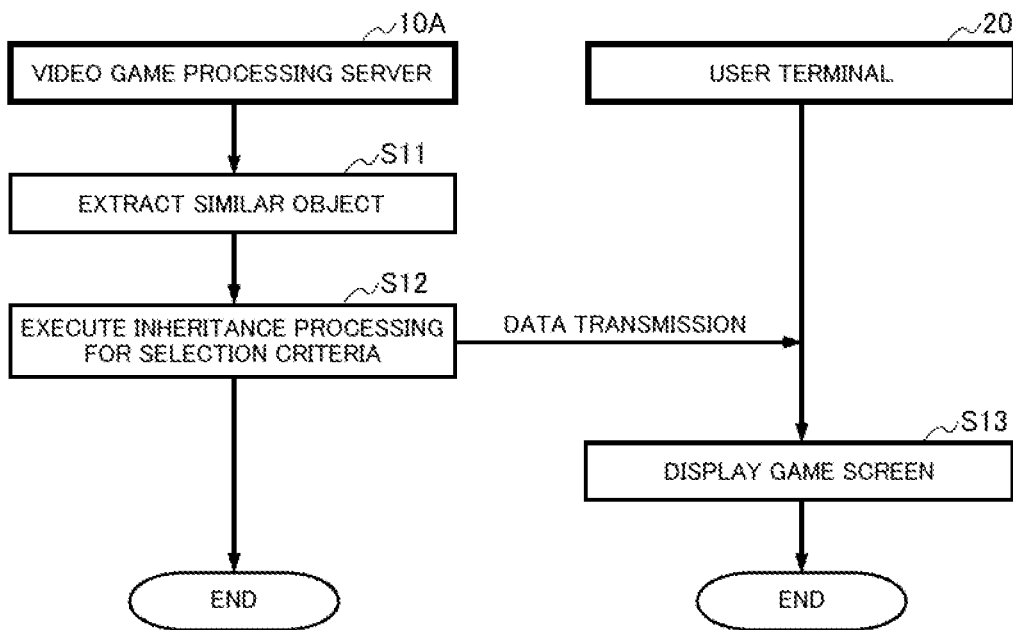 10A
VIDEO GAME PROCESSING SERVER
20
USER TERMINAL
S11
EXTRACT SIMILAR OBJECT
S12
EXECUTE INHERITANCE PROCESSING
FOR SELECTION CRITERIA
DATA TRANSMISSION
S13
DISPLAY GAME SCREEN
END
END